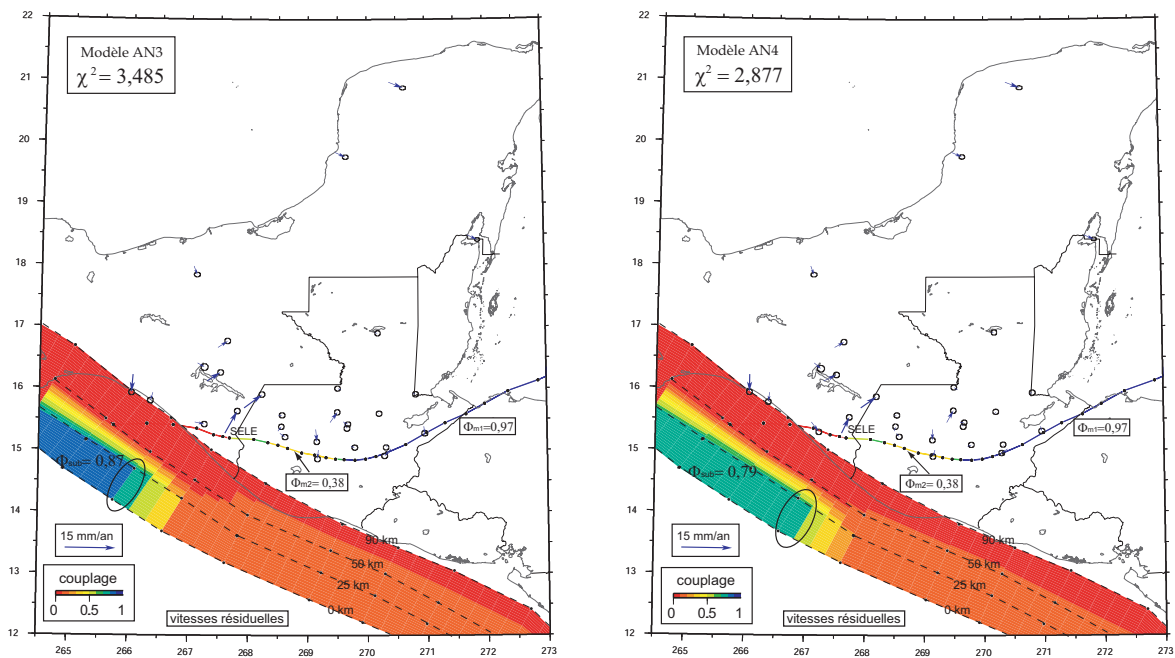 22
21
20
19
18
17
16
15
14
13
12
265 266 267 268 269 270 271 272 273
Modèle AN3
χ² = 3,485
SELE
Φm1=0,97
Φsub= 0,87
Φm2= 0,38
90 km
50 km
25 km
0 km
15 mm/an
couplage
0 0.5 1
vitesses résiduelles
22
21
20
19
18
17
16
15
14
13
12
265 266 267 268 269 270 271 272 273
Modèle AN4
χ² = 2,877
SELE
Φm1=0,97
Φsub= 0,79
Φm2= 0,38
90 km
50 km
25 km
0 km
15 mm/an
couplage
0 0.5 1
vitesses résiduelles